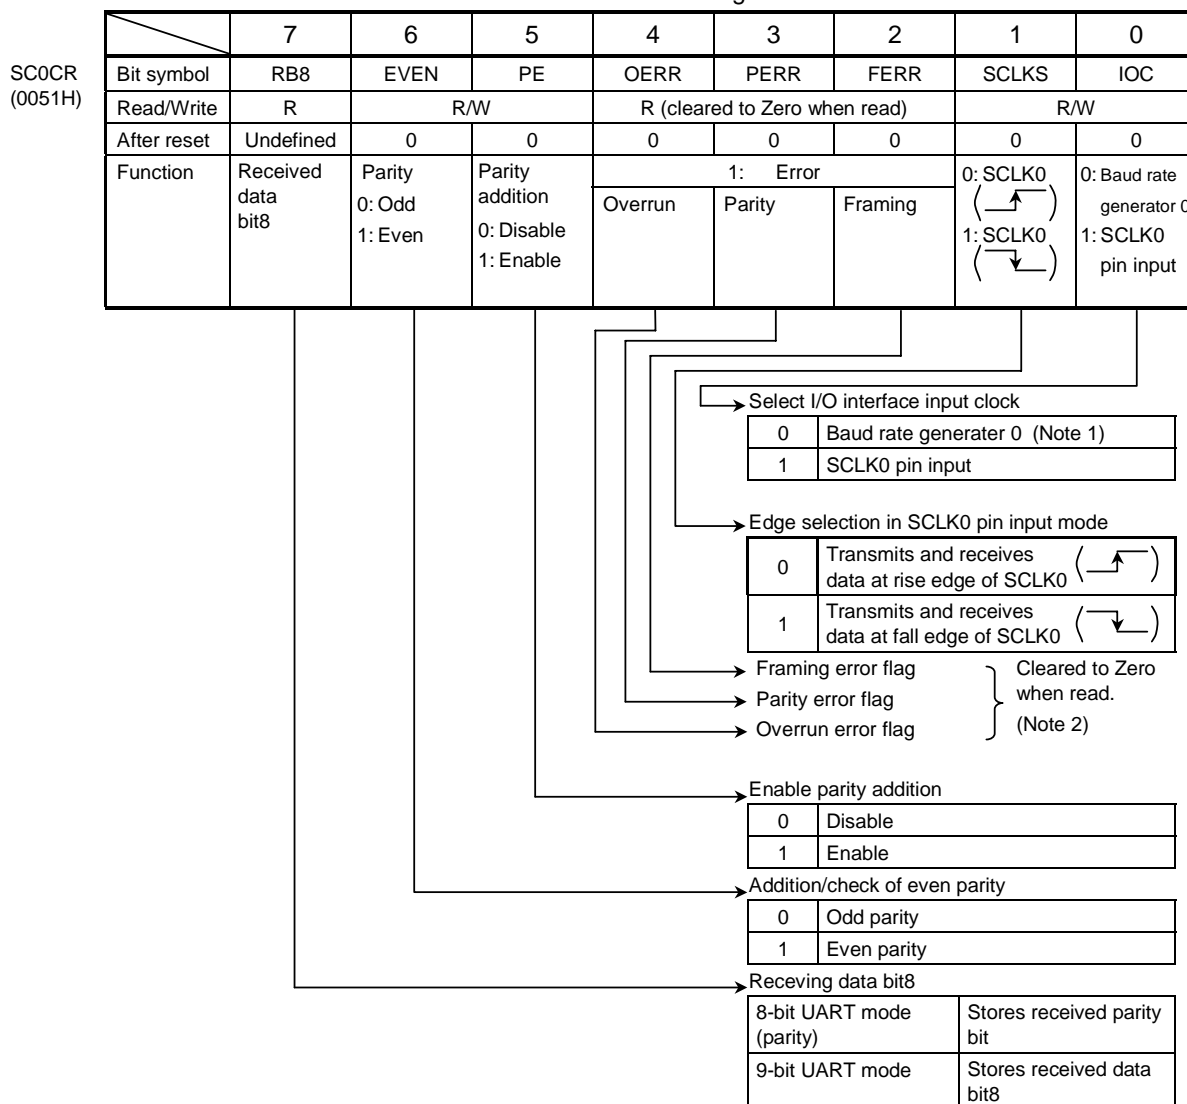 7 6 5 4 3 2 1 0
SC0CR
(0051H)
Bit symbol RB8 EVEN PE OERR PERR FERR SCLKS IOC
Read/Write R R/W R (cleared to Zero when read) R/W
After reset Undefined 0 0 0 0 0 0 0
Function
Received
data
bit8
Parity
0: Odd
1: Even
Parity
addition
0: Disable
1: Enable
1: Error
Overrun Parity Framing
0: SCLK0
1: SCLK0
0: Baud rate
generator 0
1: SCLK0
pin input
Select I/O interface input clock
0 Baud rate generater 0 (Note 1)
1 SCLK0 pin input
Edge selection in SCLK0 pin input mode
0 Transmits and receives
data at rise edge of SCLK0
1 Transmits and receives
data at fall edge of SCLK0
Framing error flag
Parity error flag
Overrun error flag
Cleared to Zero
when read.
(Note 2)
Enable parity addition
0 Disable
1 Enable
Addition/check of even parity
0 Odd parity
1 Even parity
Receving data bit8
8-bit UART mode
(parity)
Stores received parity
bit
9-bit UART mode
Stores received data
bit8